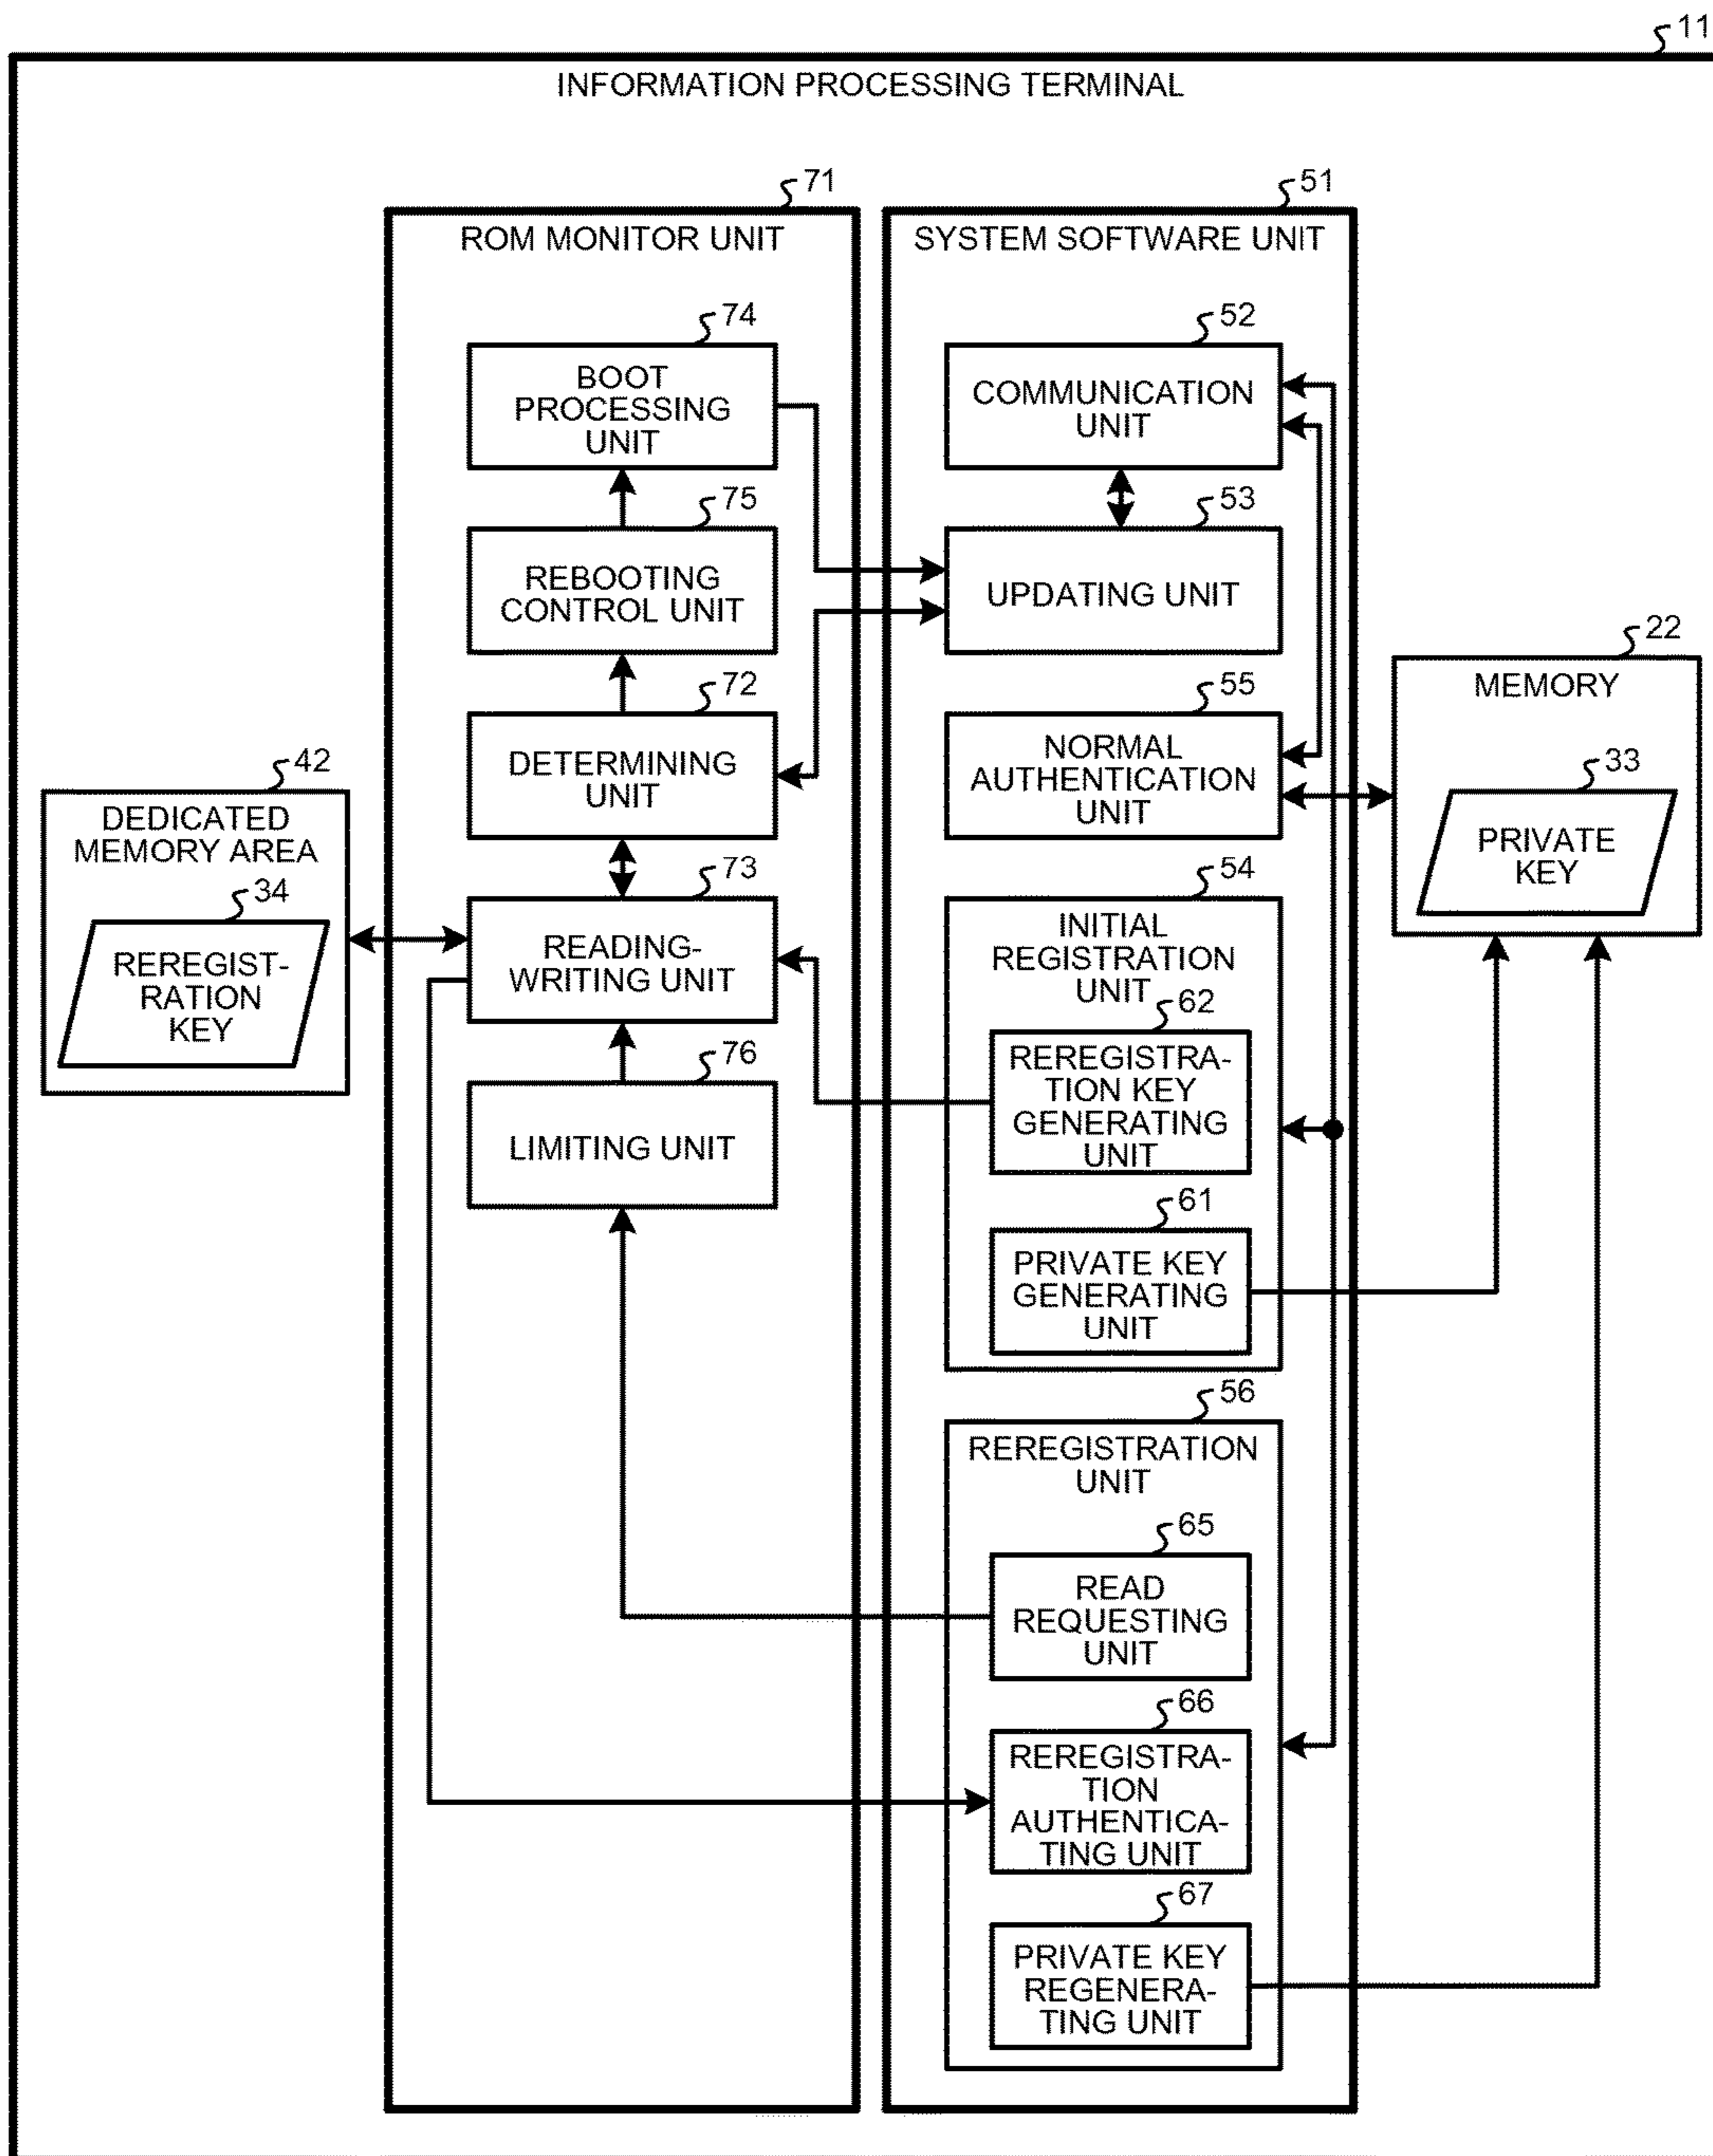 11
INFORMATION PROCESSING TERMINAL
71
ROM MONITOR UNIT
74
BOOT
PROCESSING
UNIT
75
REBOOTING
CONTROL UNIT
72
DETERMINING
UNIT
73
READING-
WRITING UNIT
76
LIMITING UNIT
42
DEDICATED
MEMORY AREA
34
REREGIST-
RATION
KEY
51
SYSTEM SOFTWARE UNIT
52
COMMUNICATION
UNIT
53
UPDATING UNIT
55
NORMAL
AUTHENTICATION
UNIT
54
INITIAL
REGISTRATION
UNIT
62
REREGISTRA-
TION KEY
GENERATING
UNIT
61
PRIVATE KEY
GENERATING
UNIT
56
REREGISTRATION
UNIT
65
READ
REQUESTING
UNIT
66
REREGISTRA-
TION
AUTHENTICA-
TING UNIT
67
PRIVATE KEY
REGENERA-
TING UNIT
22
MEMORY
33
PRIVATE
KEY